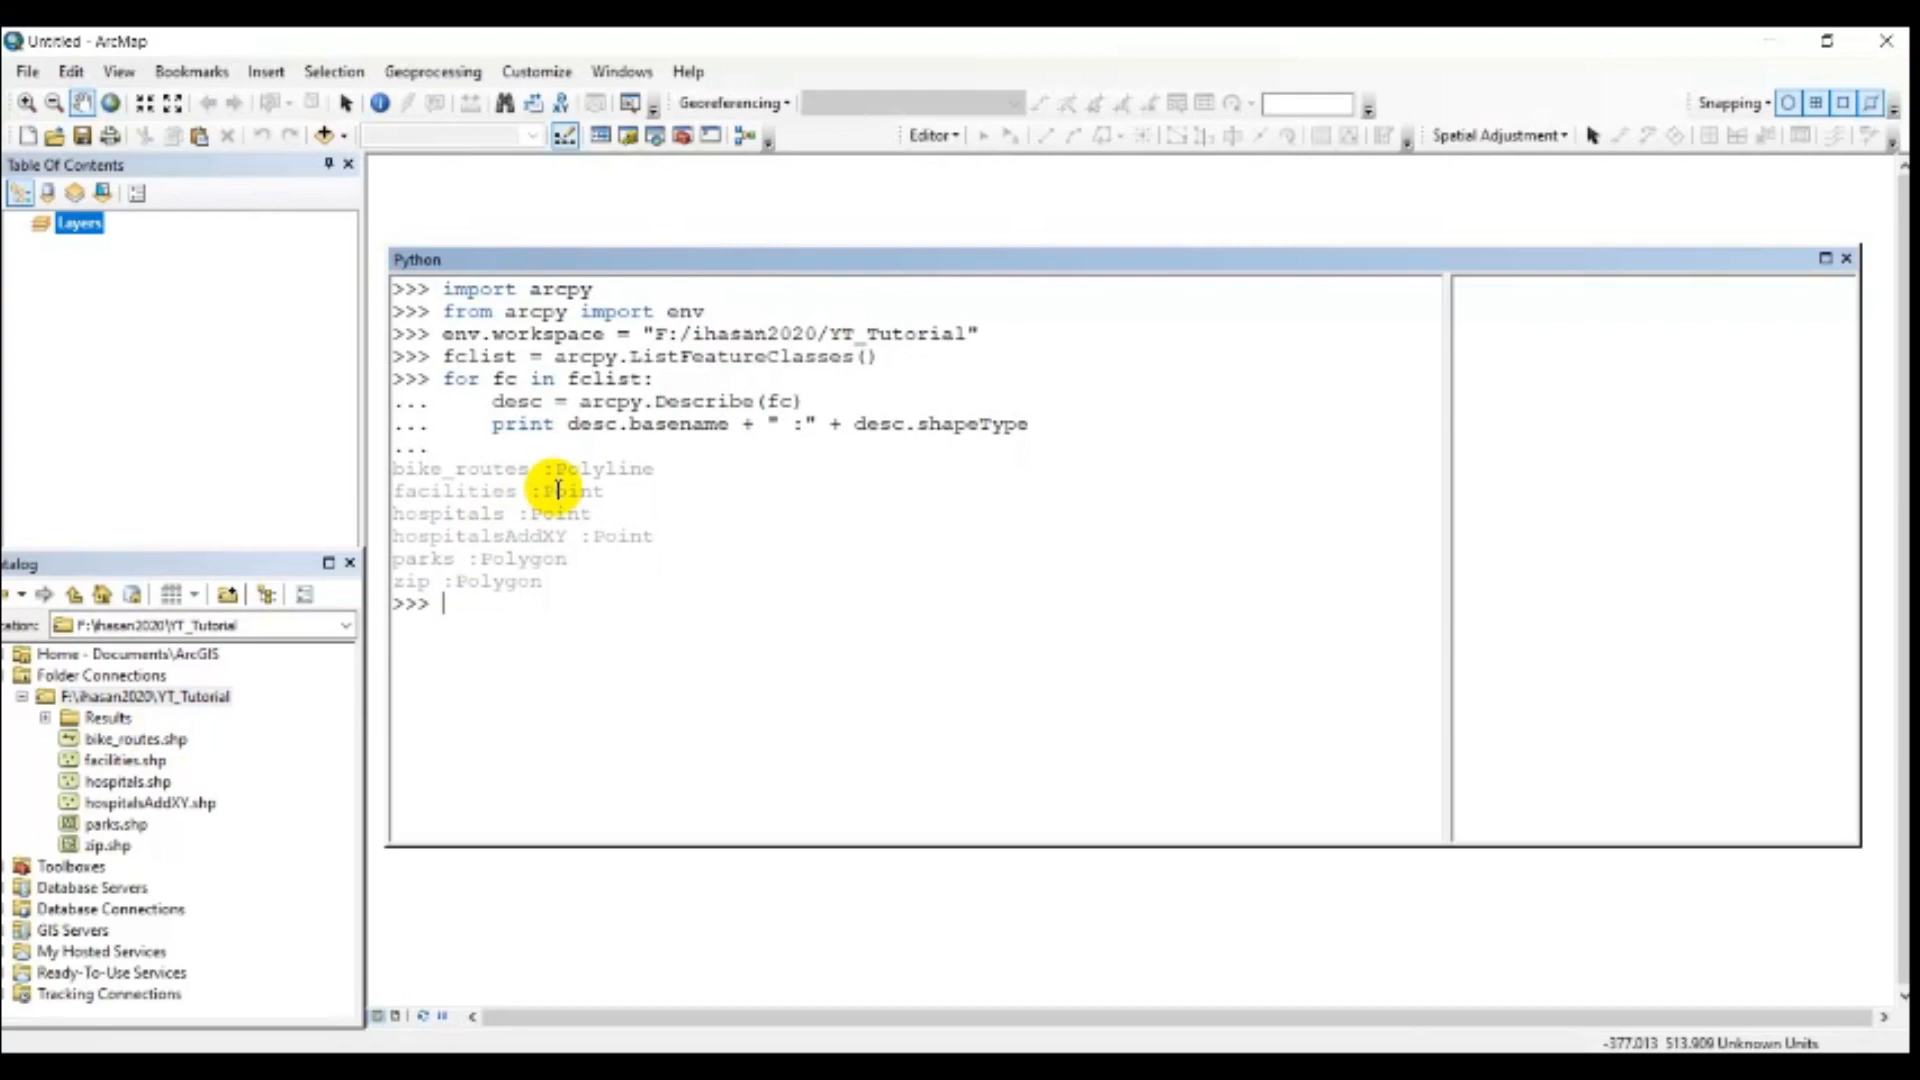 Untitled - ArcMap
File Edit View Bookmarks Insert Selection Geoprocessing Customize Windows Help
Georeferencing Snapping
Editor Spatial Adjustment
Table Of Contents
Layers
Python
>>> import arcpy
>>> from arcpy import env
>>> env.workspace = "F:/ihasan2020/YT_Tutorial"
>>> fclist = arcpy.ListFeatureClasses()
>>> for fc in fclist:
...     desc = arcpy.Describe(fc)
...     print desc.basename + " :" + desc.shapeType
...
bike_routes :Polyline
facilities :Point
hospitals :Point
hospitalsAddXY :Point
parks :Polygon
zip :Polygon
>>>
talog
cation: F:\ihasan2020\YT_Tutorial
Home - Documents\ArcGIS
Folder Connections
F:\ihasan2020\YT_Tutorial
Results
bike_routes.shp
facilities.shp
hospitals.shp
hospitalsAddXY.shp
parks.shp
zip.shp
Toolboxes
Database Servers
Database Connections
GIS Servers
My Hosted Services
Ready-To-Use Services
Tracking Connections
-377.013 513.909 Unknown Units